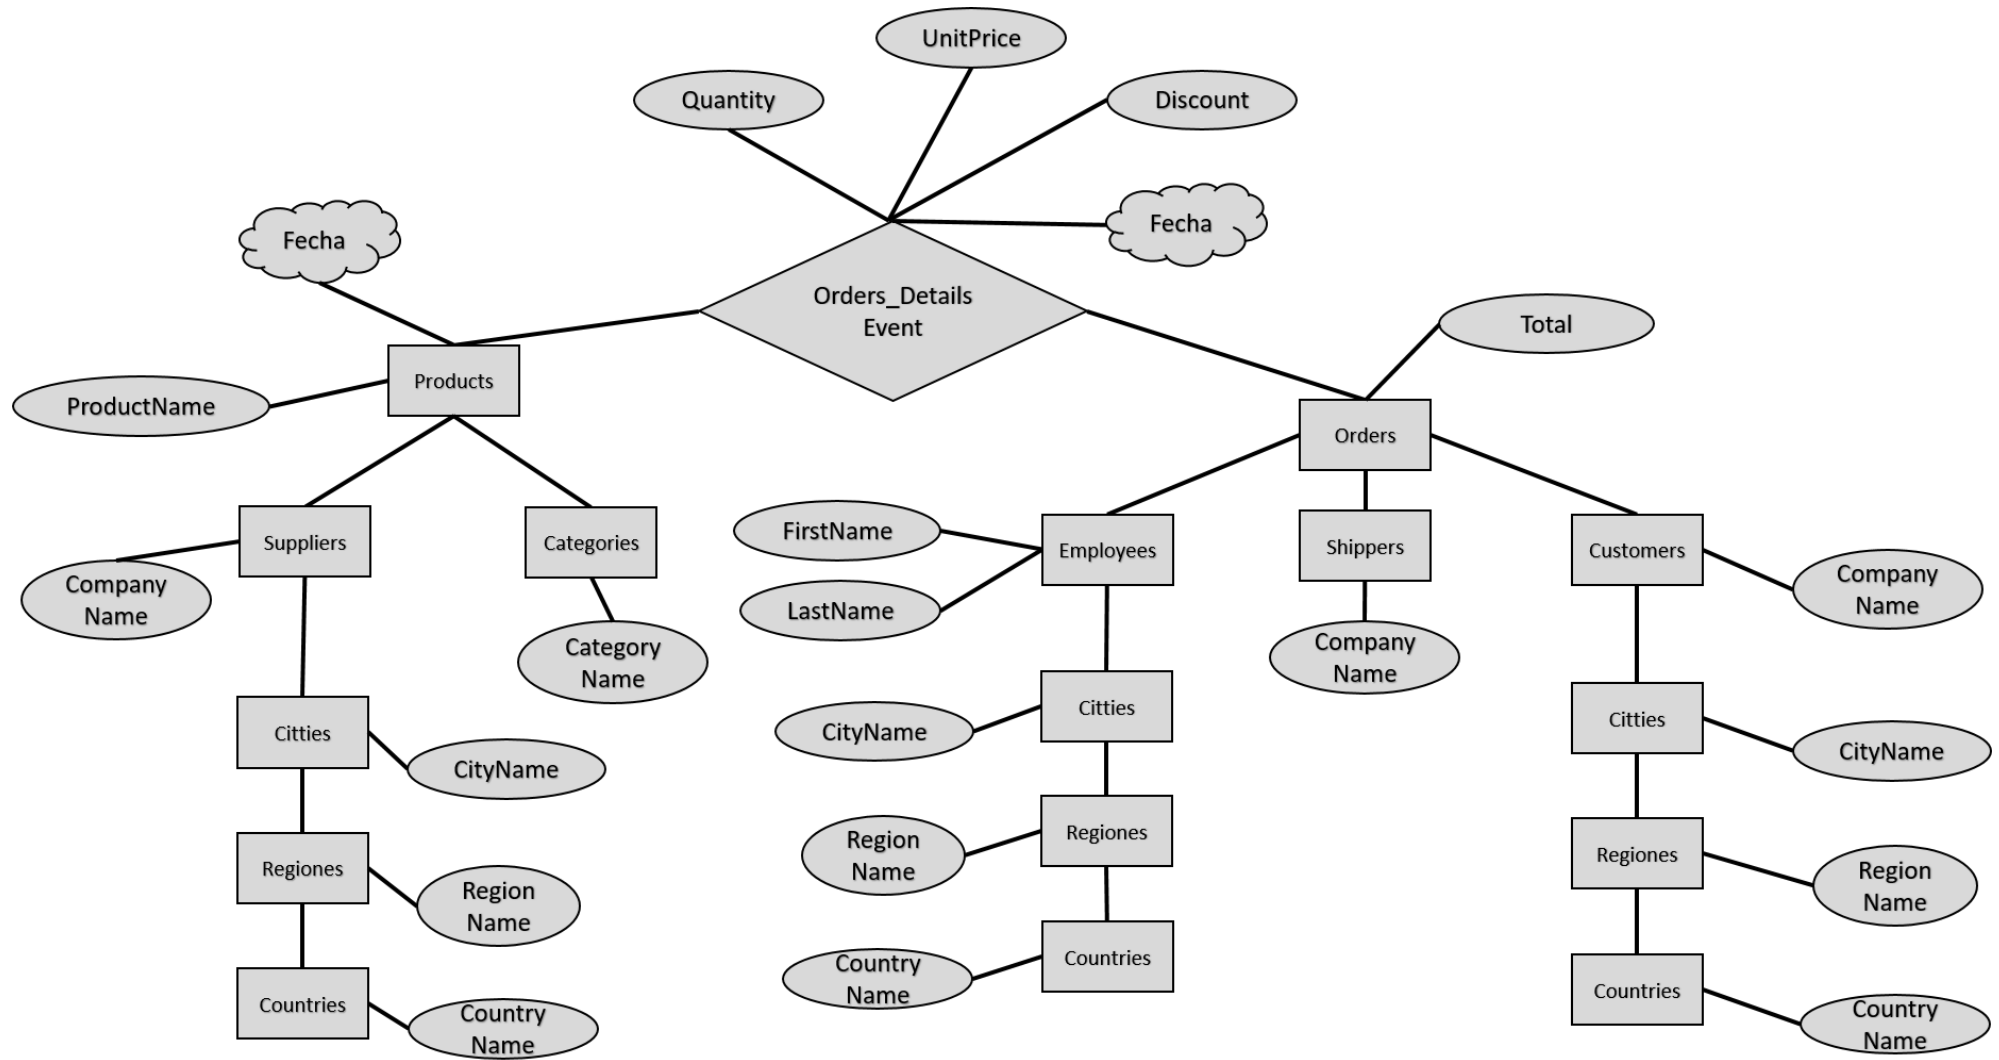 UnitPrice
Quantity
Discount
Fecha
Fecha
Orders_Details
Event
Total
Products
ProductName
Orders
Suppliers
Categories
FirstName
Employees
Shippers
Customers
Company
Name
LastName
Company
Name
Category
Name
Company
Name
Citties
CityName
Citties
CityName
Citties
CityName
Regiones
Region
Name
Region
Name
Regiones
Regiones
Region
Name
Countries
Country
Name
Country
Name
Countries
Countries
Country
Name